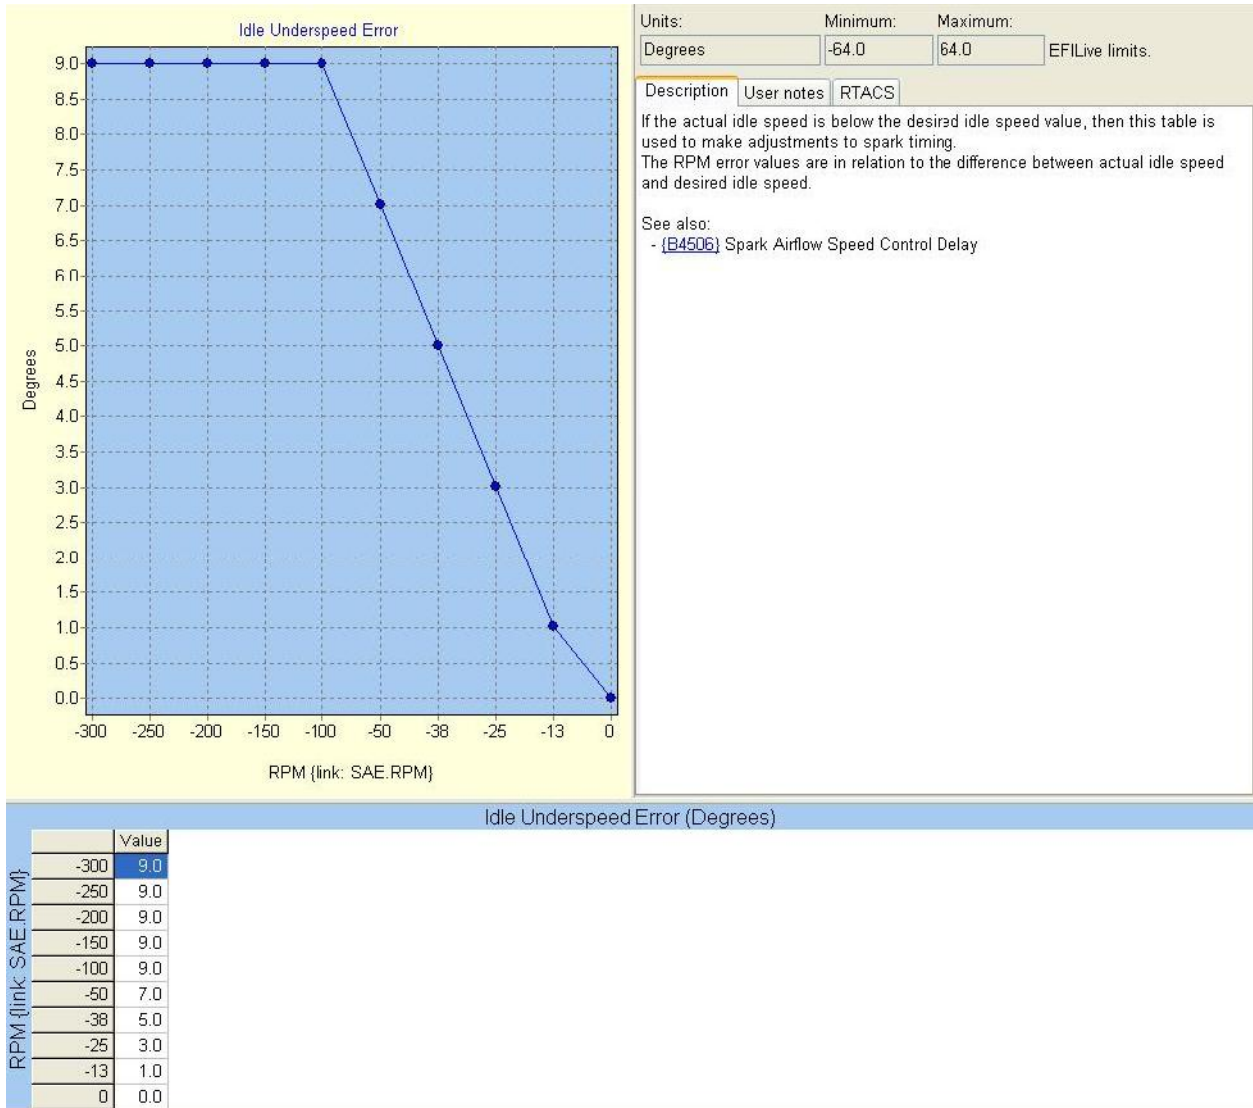 Idle Underspeed Error
9.0
8.5
8.0
7.5
7.0
6.5
6.0
5.5
5.0
4.5
4.0
3.5
3.0
2.5
2.0
1.5
1.0
0.5
0.0
Degrees
-300 -250 -200 -150 -100 -50 -38 -25 -13 0
RPM {link: SAE.RPM}
Units: Minimum: Maximum:
Degrees -64.0 64.0 EFILive limits.
Description User notes RTACS
If the actual idle speed is below the desired idle speed value, then this table is
used to make adjustments to spark timing.
The RPM error values are in relation to the difference between actual idle speed
and desired idle speed.
See also:
- {B4506} Spark Airflow Speed Control Delay
Idle Underspeed Error (Degrees)
RPM {link: SAE.RPM}
Value
-300 9.0
-250 9.0
-200 9.0
-150 9.0
-100 9.0
-50 7.0
-38 5.0
-25 3.0
-13 1.0
0 0.0